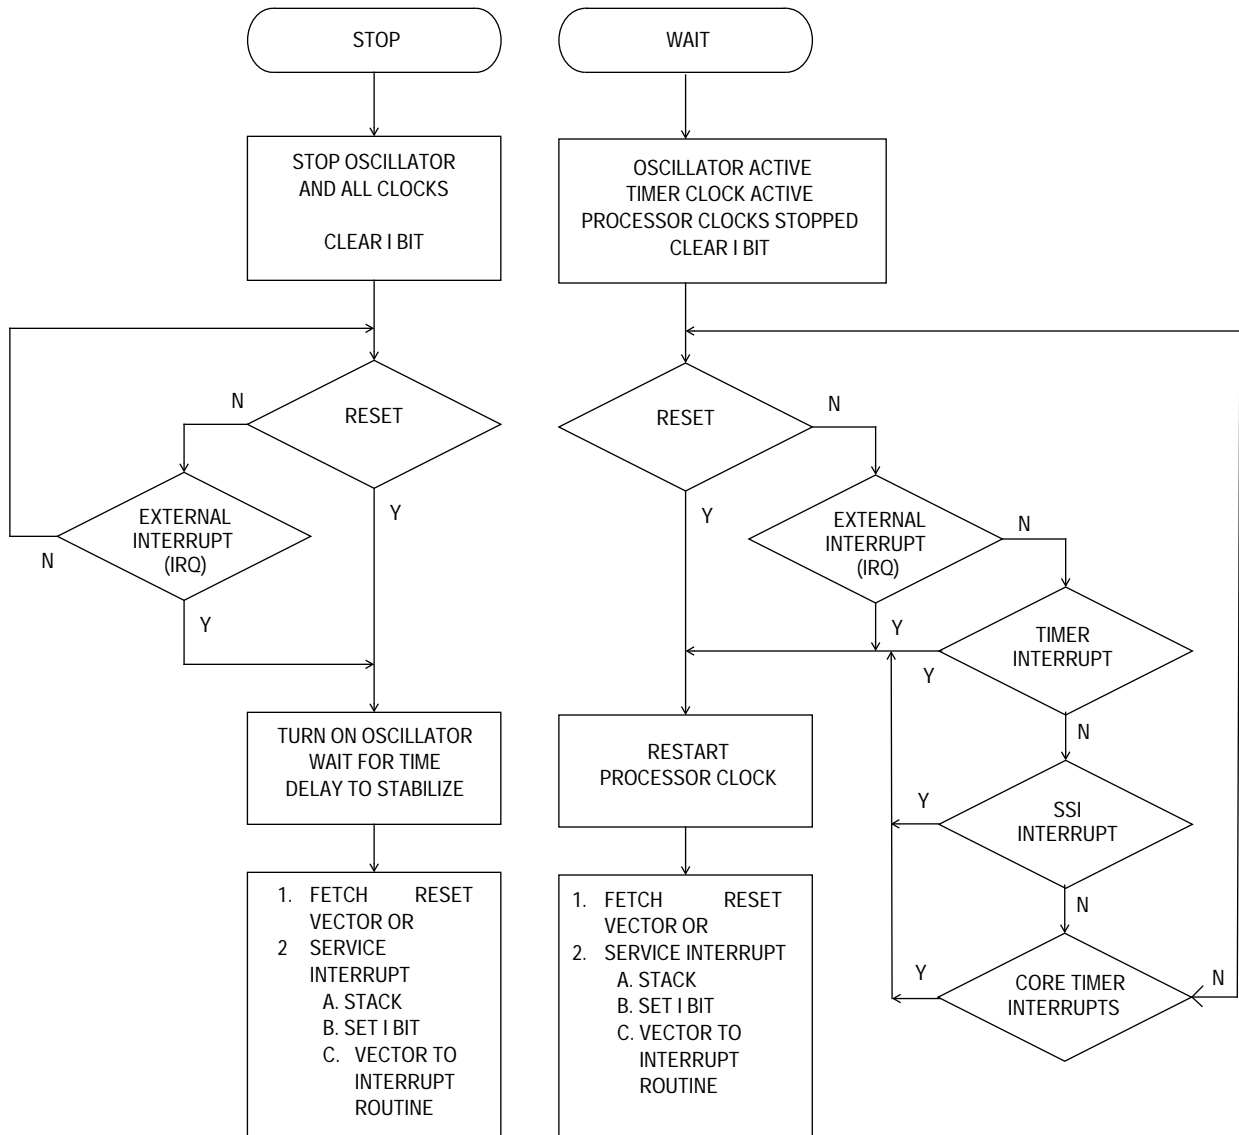 STOP
STOP OSCILLATOR
AND ALL CLOCKS
CLEAR I BIT
RESET
N
Y
EXTERNAL
INTERRUPT
(IRQ)
N
Y
TURN ON OSCILLATOR
WAIT FOR TIME
DELAY TO STABILIZE
1. FETCH RESET
VECTOR OR
2 SERVICE
INTERRUPT
A. STACK
B. SET I BIT
C. VECTOR TO
INTERRUPT
ROUTINE
WAIT
OSCILLATOR ACTIVE
TIMER CLOCK ACTIVE
PROCESSOR CLOCKS STOPPED
CLEAR I BIT
RESET
N
Y
EXTERNAL
INTERRUPT
(IRQ)
N
Y
TIMER
INTERRUPT
Y
N
SSI
INTERRUPT
Y
N
CORE TIMER
INTERRUPTS
Y
N
RESTART
PROCESSOR CLOCK
1. FETCH RESET
VECTOR OR
2. SERVICE INTERRUPT
A. STACK
B. SET I BIT
C. VECTOR TO
INTERRUPT
ROUTINE